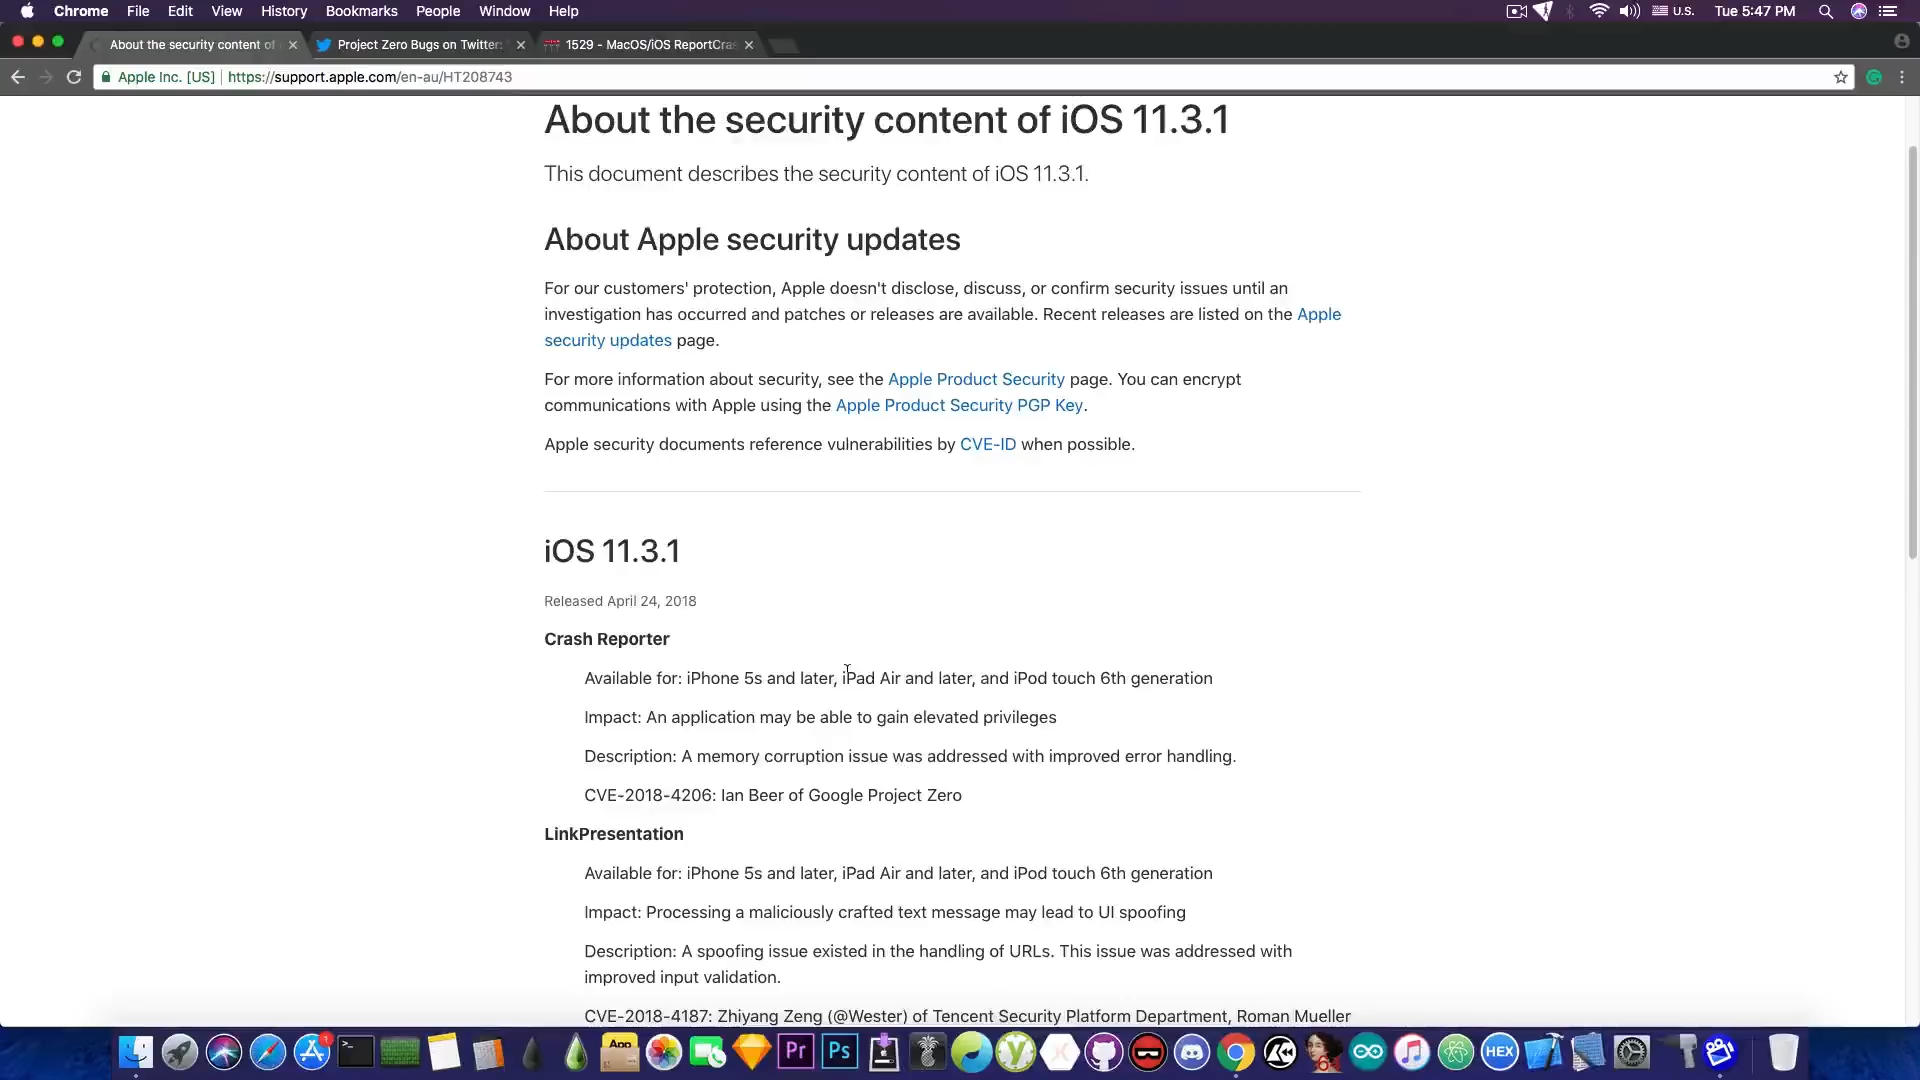 Chrome File Edit View History Bookmarks People Window Help U.S. Tue 5:47 PM
About the security content of Project Zero Bugs on Twitter: 1529 - MacOS/iOS ReportCras
Apple Inc. [US] https://support.apple.com/en-au/HT208743
About the security content of iOS 11.3.1
This document describes the security content of iOS 11.3.1.
About Apple security updates
For our customers' protection, Apple doesn't disclose, discuss, or confirm security issues until an
investigation has occurred and patches or releases are available. Recent releases are listed on the Apple
security updates page.
For more information about security, see the Apple Product Security page. You can encrypt
communications with Apple using the Apple Product Security PGP Key.
Apple security documents reference vulnerabilities by CVE-ID when possible.
iOS 11.3.1
Released April 24, 2018
Crash Reporter
Available for: iPhone 5s and later, iPad Air and later, and iPod touch 6th generation
Impact: An application may be able to gain elevated privileges
Description: A memory corruption issue was addressed with improved error handling.
CVE-2018-4206: Ian Beer of Google Project Zero
LinkPresentation
Available for: iPhone 5s and later, iPad Air and later, and iPod touch 6th generation
Impact: Processing a maliciously crafted text message may lead to UI spoofing
Description: A spoofing issue existed in the handling of URLs. This issue was addressed with
improved input validation.
CVE-2018-4187: Zhiyang Zeng (@Wester) of Tencent Security Platform Department, Roman Mueller
1 App Pr Ps HEX